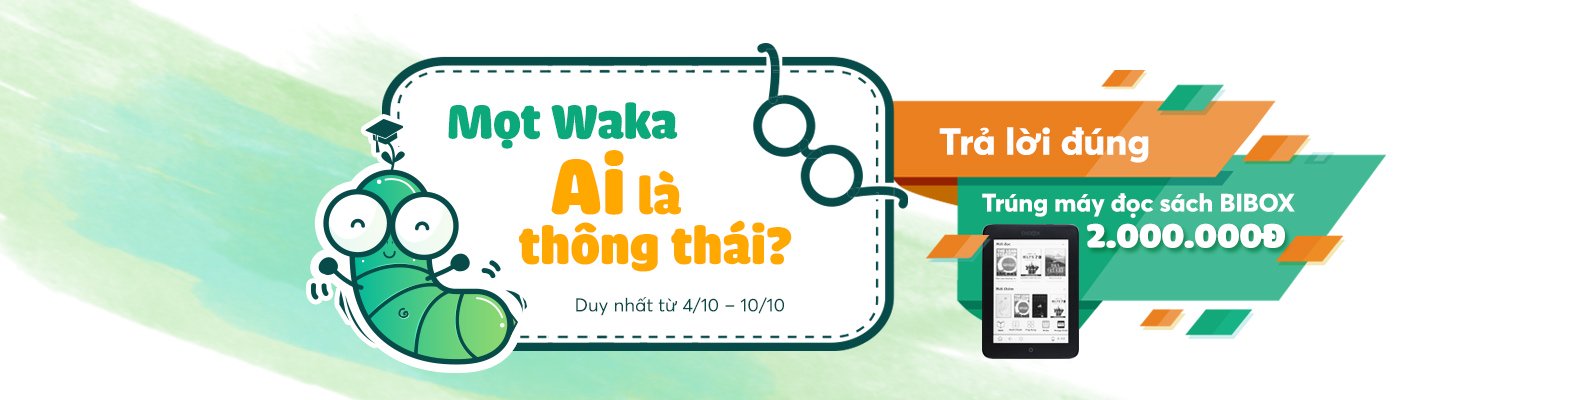 Mọt Waka
Ai là
thông thái?
Duy nhất từ 4/10 – 10/10
Trả lời đúng
Trúng máy đọc sách BIBOX
2.000.000Đ
BIBOX